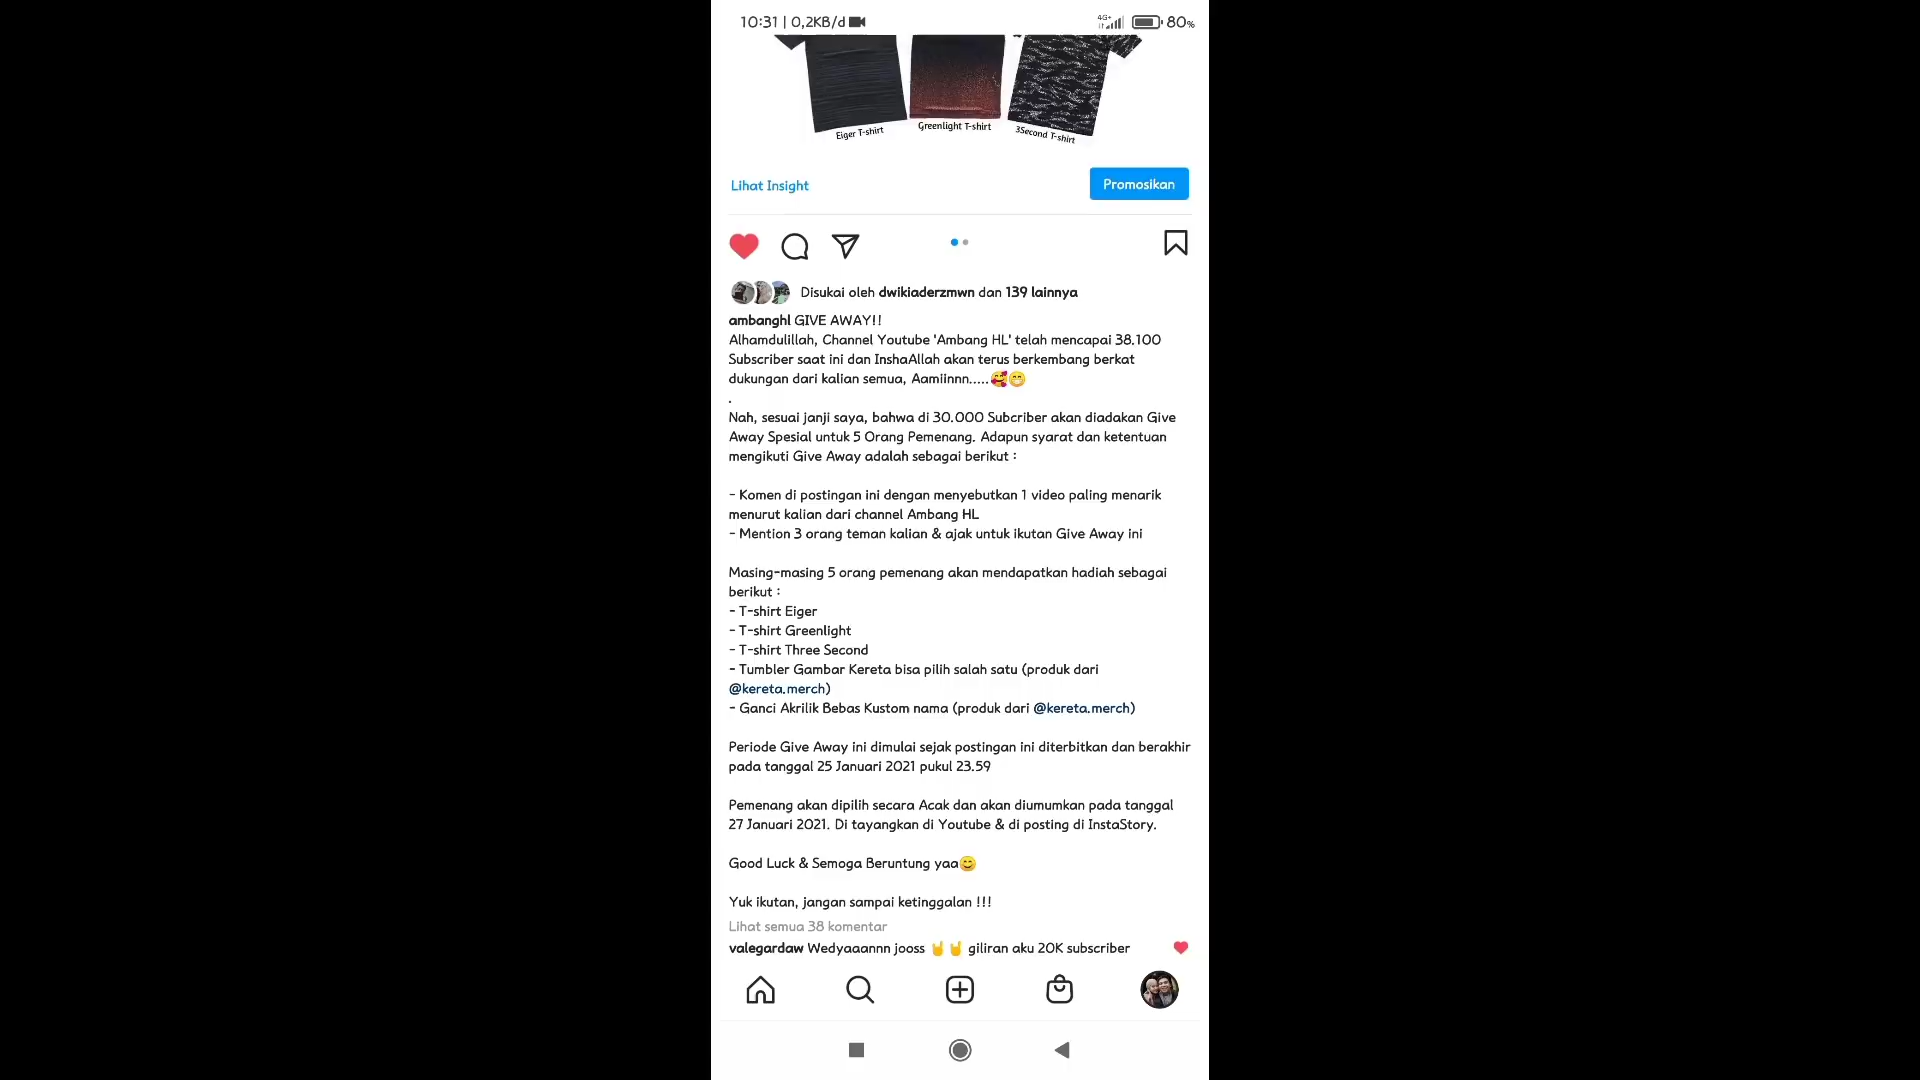 10:31 | 0,2KB/d
4G+
80%
Eiger T-shirt
Greenlight T-shirt
3Second T-shirt
Lihat Insight
Promosikan
Disukai oleh dwikiaderzmwn dan 139 lainnya
ambanghl GIVE AWAY!!
Alhamdulillah, Channel Youtube 'Ambang HL' telah mencapai 38.100
Subscriber saat ini dan InshaAllah akan terus berkembang berkat
dukungan dari kalian semua, Aamiinnn.....🥰😁
.
Nah, sesuai janji saya, bahwa di 30.000 Subcriber akan diadakan Give
Away Spesial untuk 5 Orang Pemenang. Adapun syarat dan ketentuan
mengikuti Give Away adalah sebagai berikut :
- Komen di postingan ini dengan menyebutkan 1 video paling menarik
menurut kalian dari channel Ambang HL
- Mention 3 orang teman kalian & ajak untuk ikutan Give Away ini
Masing-masing 5 orang pemenang akan mendapatkan hadiah sebagai
berikut :
- T-shirt Eiger
- T-shirt Greenlight
- T-shirt Three Second
- Tumbler Gambar Kereta bisa pilih salah satu (produk dari
@kereta.merch)
- Ganci Akrilik Bebas Kustom nama (produk dari @kereta.merch)
Periode Give Away ini dimulai sejak postingan ini diterbitkan dan berakhir
pada tanggal 25 Januari 2021 pukul 23.59
Pemenang akan dipilih secara Acak dan akan diumumkan pada tanggal
27 Januari 2021. Di tayangkan di Youtube & di posting di InstaStory.
Good Luck & Semoga Beruntung yaa😊
Yuk ikutan, jangan sampai ketinggalan !!!
Lihat semua 38 komentar
valegardaw Wedyaaannn jooss 🤘🤘 giliran aku 20K subscriber